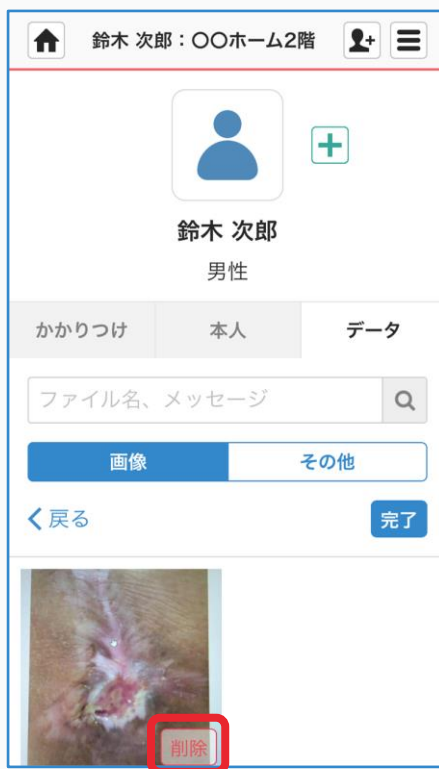 鈴木 次郎：〇〇ホーム2階
鈴木 次郎
男性
かかりつけ 本人 データ
ファイル名、メッセージ
画像 その他
戻る 完了
削除